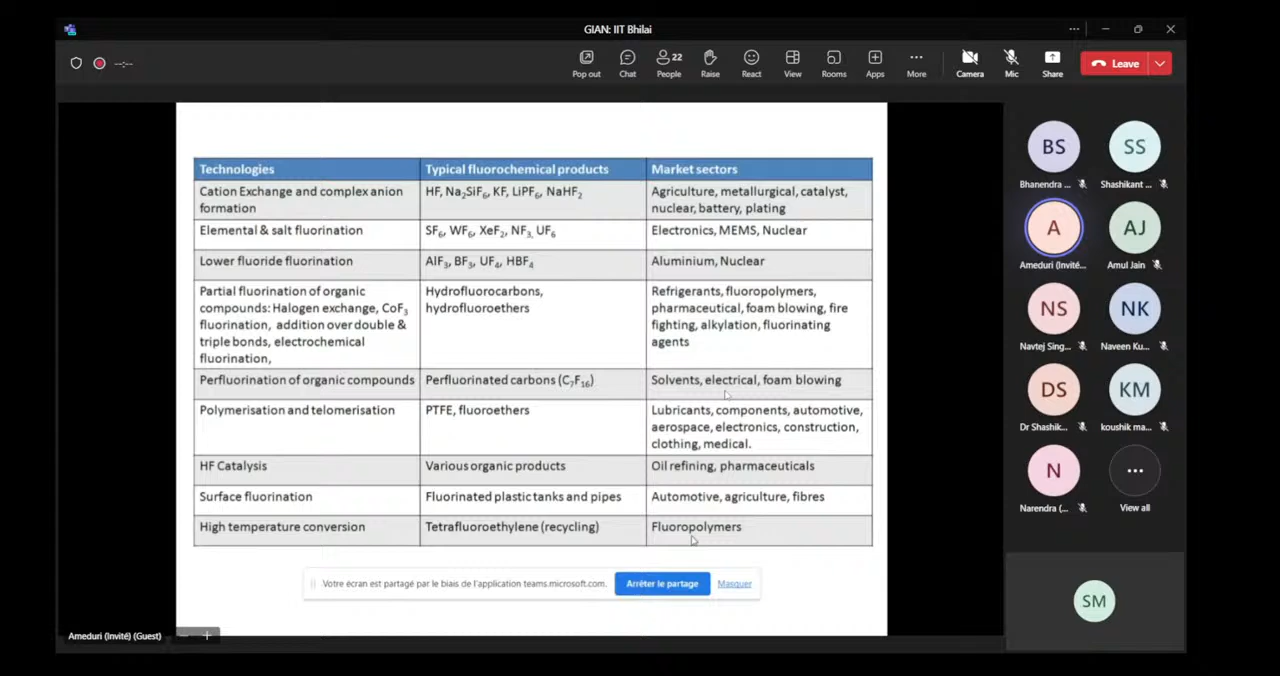 GIAN: IIT Bhilai
--:--
Pop out
Chat
22
People
Raise
React
View
Rooms
Apps
More
Camera
Mic
Share
Leave
Technologies
Typical fluorochemical products
Market sectors
Cation Exchange and complex anion
formation
HF, Na₂SiF₆, KF, LiPF₆, NaHF₂
Agriculture, metallurgical, catalyst,
nuclear, battery, plating
Elemental & salt fluorination
SF₆, WF₆, XeF₂, NF₃, UF₆
Electronics, MEMS, Nuclear
Lower fluoride fluorination
AlF₃, BF₃, UF₄, HBF₄
Aluminium, Nuclear
Partial fluorination of organic
compounds: Halogen exchange, CoF₃
fluorination, addition over double &
triple bonds, electrochemical
fluorination,
Hydrofluorocarbons,
hydrofluoroethers
Refrigerants, fluoropolymers,
pharmaceutical, foam blowing, fire
fighting, alkylation, fluorinating
agents
Perfluorination of organic compounds
Perfluorinated carbons (C₇F₁₆)
Solvents, electrical, foam blowing
Polymerisation and telomerisation
PTFE, fluoroethers
Lubricants, components, automotive,
aerospace, electronics, construction,
clothing, medical.
HF Catalysis
Various organic products
Oil refining, pharmaceuticals
Surface fluorination
Fluorinated plastic tanks and pipes
Automotive, agriculture, fibres
High temperature conversion
Tetrafluoroethylene (recycling)
Fluoropolymers
Votre écran est partagé par le biais de l'application teams.microsoft.com.
Arrêter le partage
Masquer
Ameduri (Invité) (Guest)
BS
Bhanendra ...
SS
Shashikant ...
A
Ameduri (Invité...
AJ
Amul Jain
NS
Navtej Sing...
NK
Naveen Ku...
DS
Dr Shashik...
KM
koushik ma...
N
Narendra (...
View all
SM